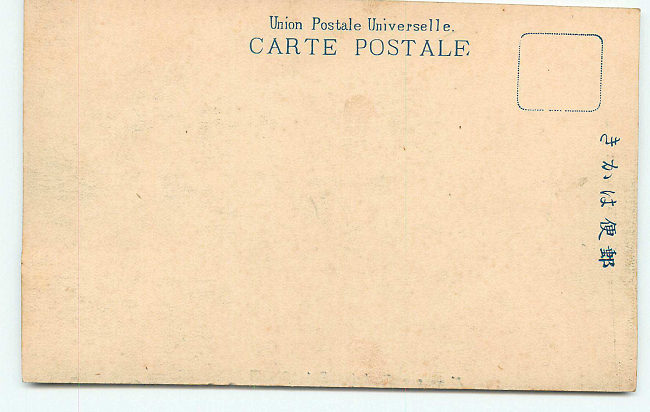 Union Postale Universelle.
CARTE POSTALE
きかは便郵